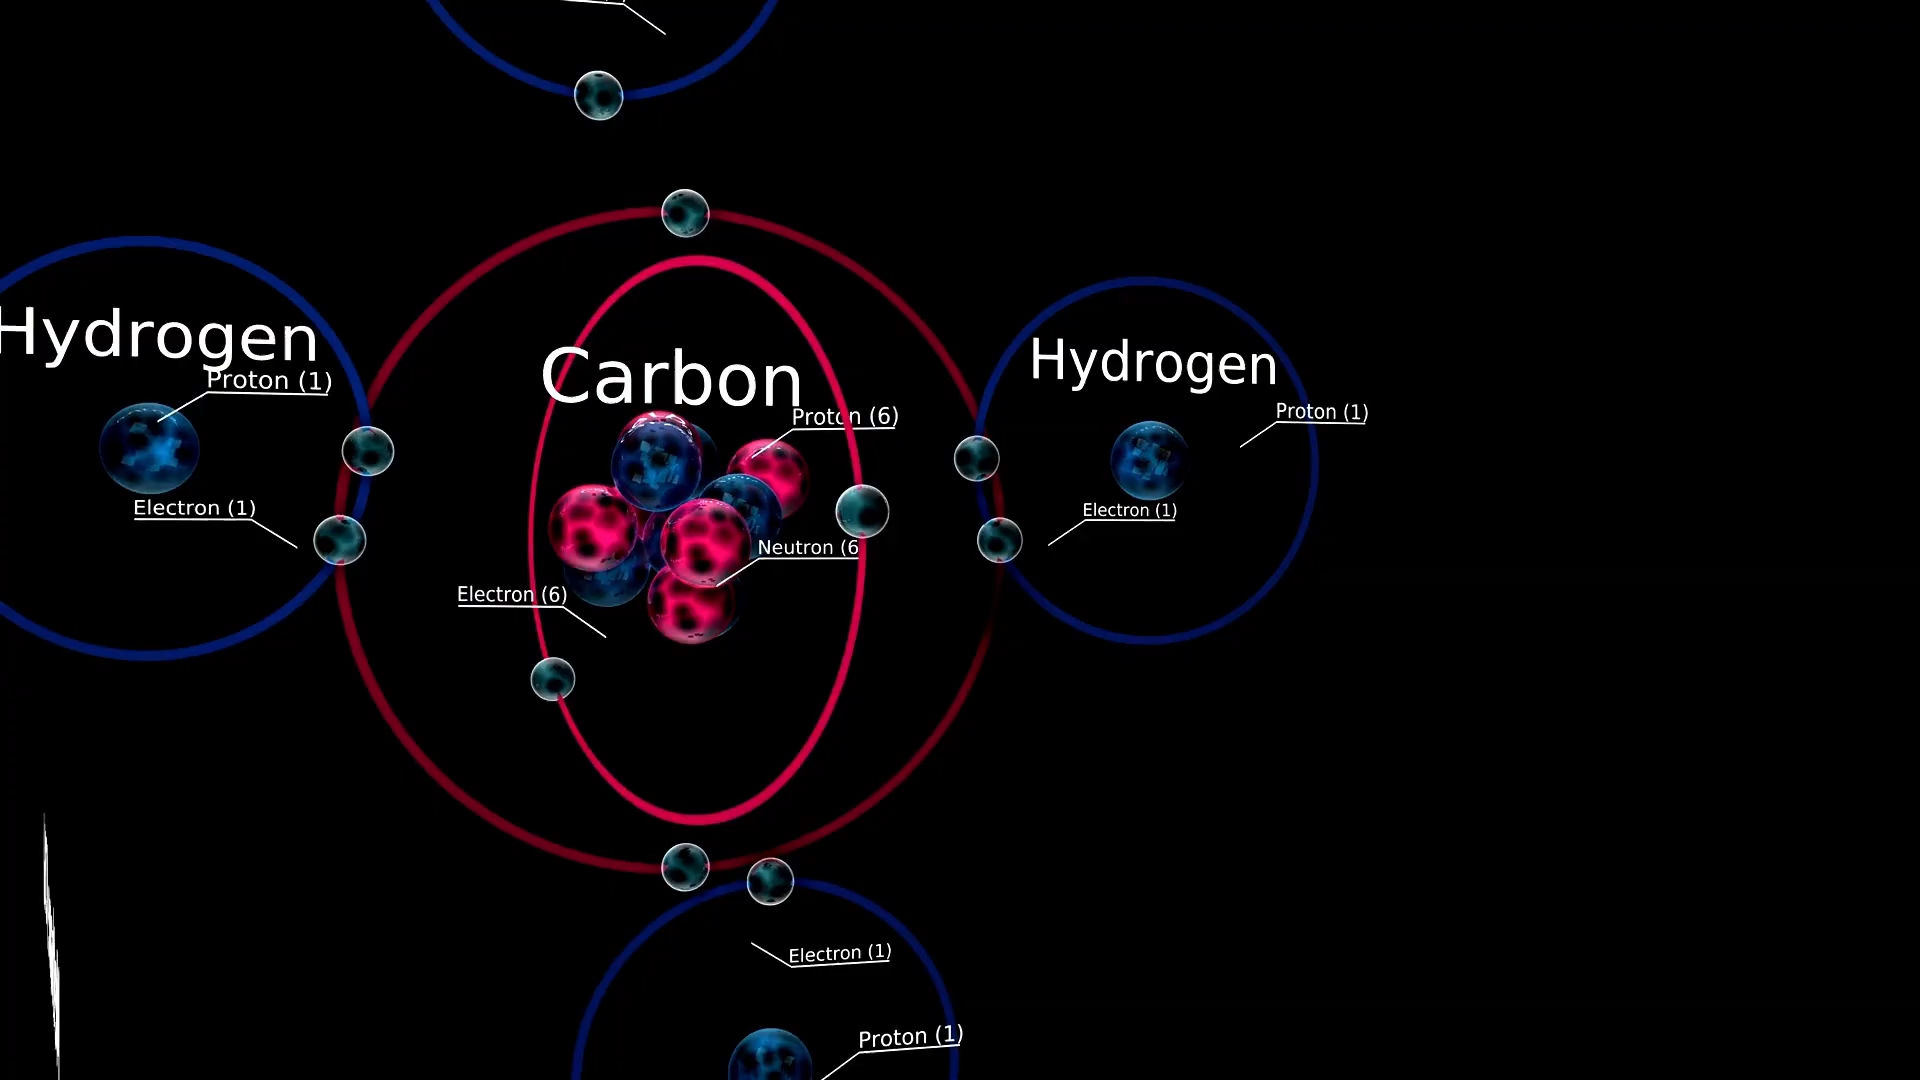 Hydrogen
Proton (1)
Electron (1)
Carbon
Proton (6)
Neutron (6
Electron (6)
Hydrogen
Proton (1)
Electron (1)
Electron (1)
Proton (1)